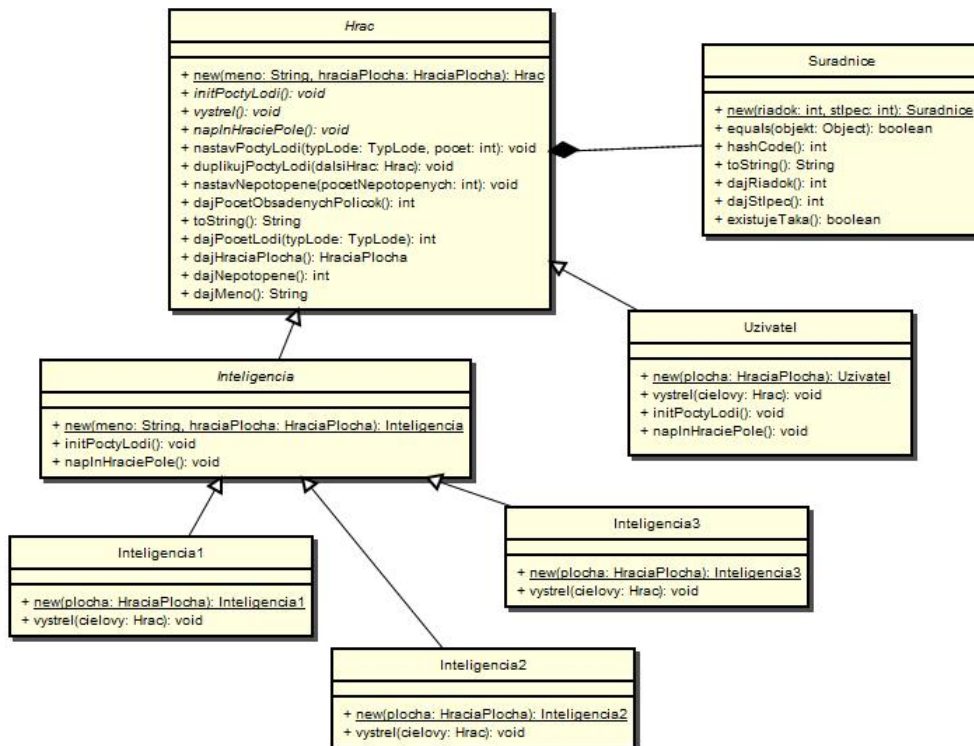 Hrac
+ new(meno: String, hraciaPlocha: HraciaPlocha): Hrac
+ initPoctyLodi(): void
+ vystrel(): void
+ naplnHraciePole(): void
+ nastavPoctyLodi(typLode: TypLode, pocet: int): void
+ duplikujPoctyLodi(dalsiHrac: Hrac): void
+ nastavNepotopene(pocetNepotopenych: int): void
+ dajPocetObsadenychPolicok(): int
+ toString(): String
+ dajPocetLodi(typLode: TypLode): int
+ dajHraciaPlocha(): HraciaPlocha
+ dajNepotopene(): int
+ dajMeno(): String
Suradnice
+ new(riadok: int, stlpec: int): Suradnice
+ equals(objekt: Object): boolean
+ hashCode(): int
+ toString(): String
+ dajRiadok(): int
+ dajStlpec(): int
+ existujeTaka(): boolean
Uzivatel
+ new(plocha: HraciaPlocha): Uzivatel
+ vystrel(cielovy: Hrac): void
+ initPoctyLodi(): void
+ naplnHraciePole(): void
Inteligencia
+ new(meno: String, hraciaPlocha: HraciaPlocha): Inteligencia
+ initPoctyLodi(): void
+ naplnHraciePole(): void
Inteligencia3
+ new(plocha: HraciaPlocha): Inteligencia3
+ vystrel(cielovy: Hrac): void
Inteligencia1
+ new(plocha: HraciaPlocha): Inteligencia1
+ vystrel(cielovy: Hrac): void
Inteligencia2
+ new(plocha: HraciaPlocha): Inteligencia2
+ vystrel(cielovy: Hrac): void